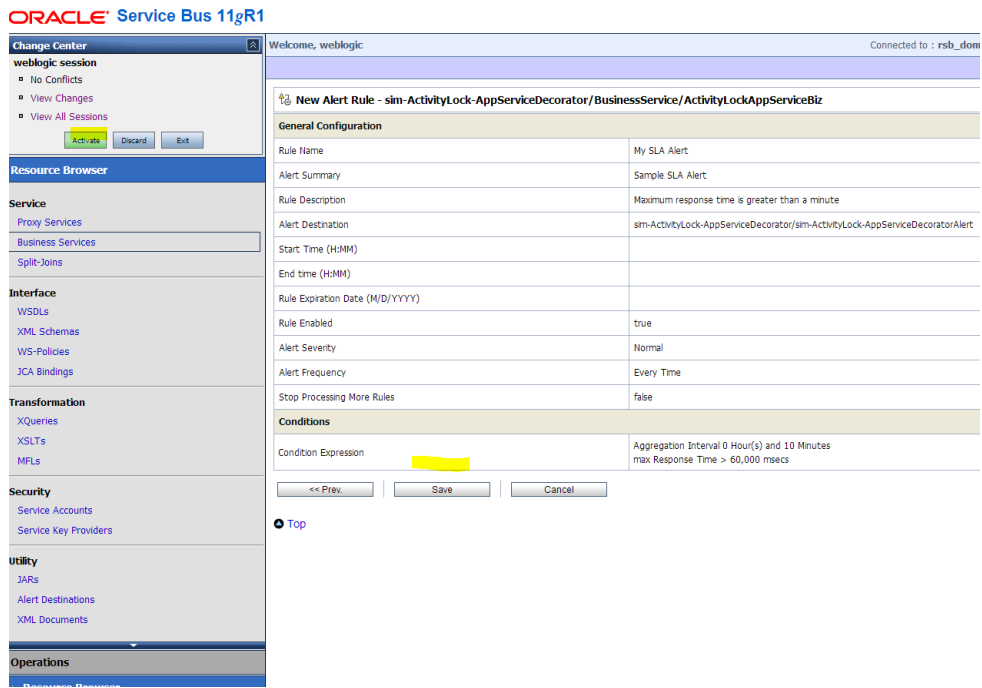 ORACLE Service Bus 11gR1
Change Center
weblogic session
No Conflicts
View Changes
View All Sessions
Activate Discard Exit
Resource Browser
Service
Proxy Services
Business Services
Split-Joins
Interface
WSDLs
XML Schemas
WS-Policies
JCA Bindings
Transformation
XQueries
XSLTs
MFLs
Security
Service Accounts
Service Key Providers
Utility
JARs
Alert Destinations
XML Documents
Operations
Resource Browser
Welcome, weblogic Connected to : rsb_dom
New Alert Rule - sim-ActivityLock-AppServiceDecorator/BusinessService/ActivityLockAppServiceBiz
General Configuration
Rule Name My SLA Alert
Alert Summary Sample SLA Alert
Rule Description Maximum response time is greater than a minute
Alert Destination sim-ActivityLock-AppServiceDecorator/sim-ActivityLock-AppServiceDecoratorAlert
Start Time (H:MM)
End time (H:MM)
Rule Expiration Date (M/D/YYYY)
Rule Enabled true
Alert Severity Normal
Alert Frequency Every Time
Stop Processing More Rules false
Conditions
Condition Expression Aggregation Interval 0 Hour(s) and 10 Minutes
max Response Time > 60,000 msecs
<< Prev. Save Cancel
Top